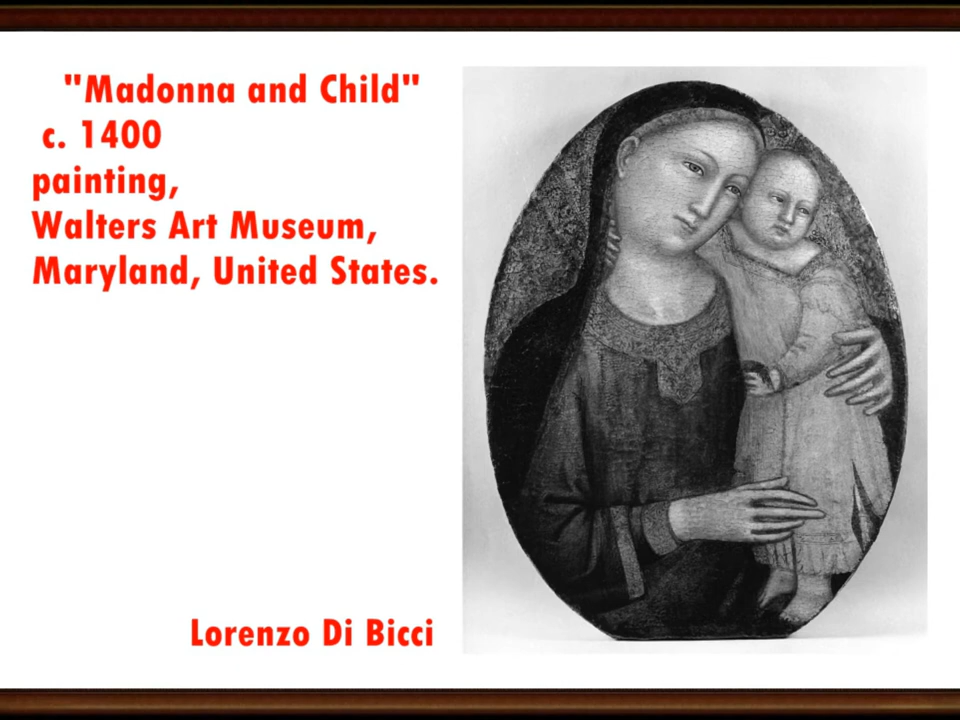 "Madonna and Child"
c. 1400
painting,
Walters Art Museum,
Maryland, United States.
Lorenzo Di Bicci